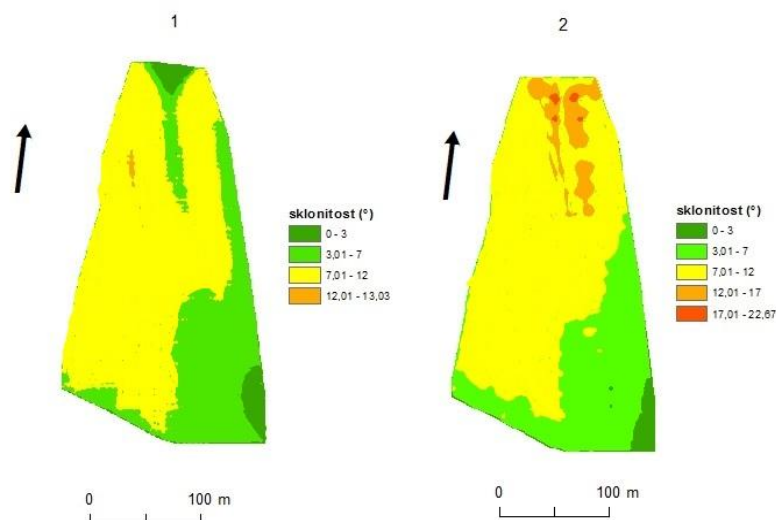 1
sklonitost (°)
0 - 3
3,01 - 7
7,01 - 12
12,01 - 13,03
0 100 m
2
sklonitost (°)
0 - 3
3,01 - 7
7,01 - 12
12,01 - 17
17,01 - 22,67
0 100 m